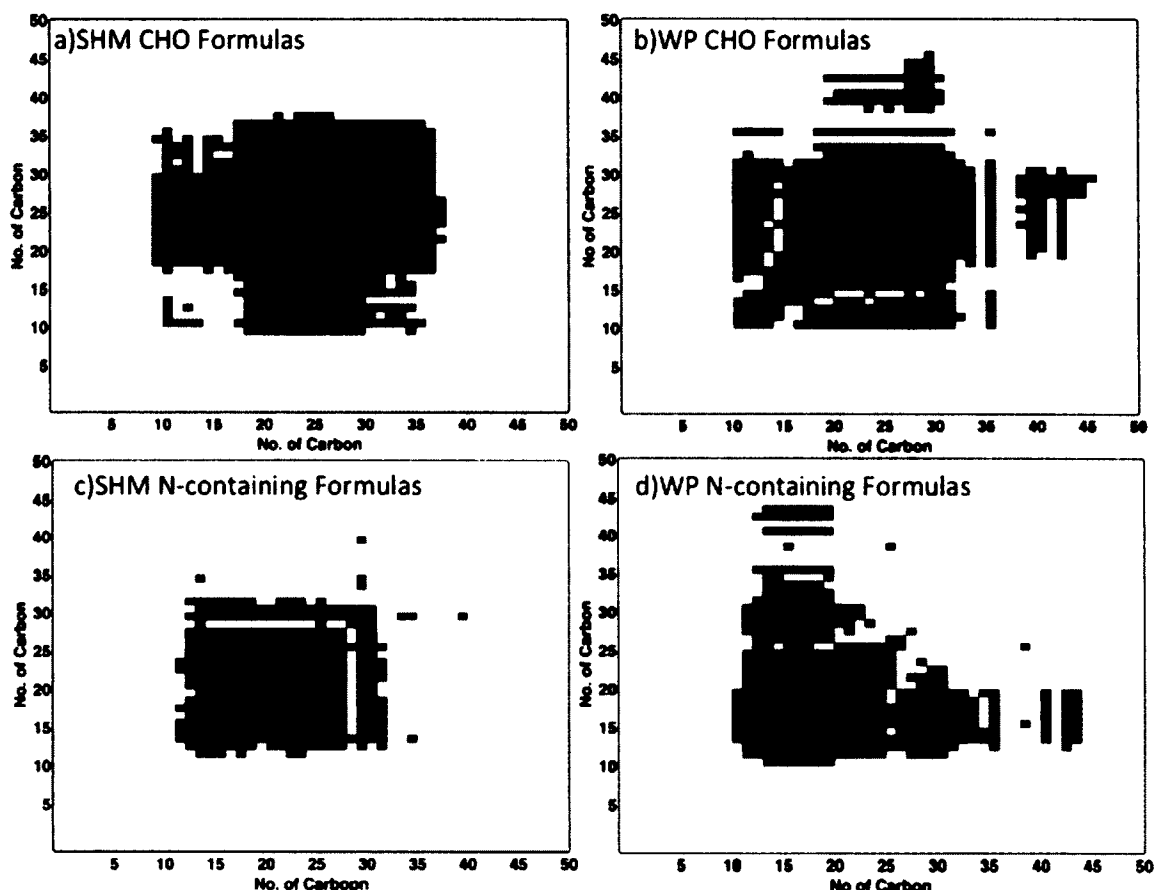 a)SHM CHO Formulas
50
45
40
35
30
25
20
15
10
5
No. of Carbon
5 10 15 20 25 30 35 40 45 50
No. of Carbon
b)WP CHO Formulas
50
45
40
35
30
25
20
15
10
5
No of Carbon
5 10 15 20 25 30 35 40 45 50
No. of Carbon
c)SHM N-containing Formulas
50
45
40
35
30
25
20
15
10
5
No. of Carbon
5 10 15 20 25 30 35 40 45 50
No. of Carboon
d)WP N-containing Formulas
50
45
40
35
30
25
20
15
10
5
No. of Carbon
5 10 15 20 25 30 35 40 45 50
No of Carbon